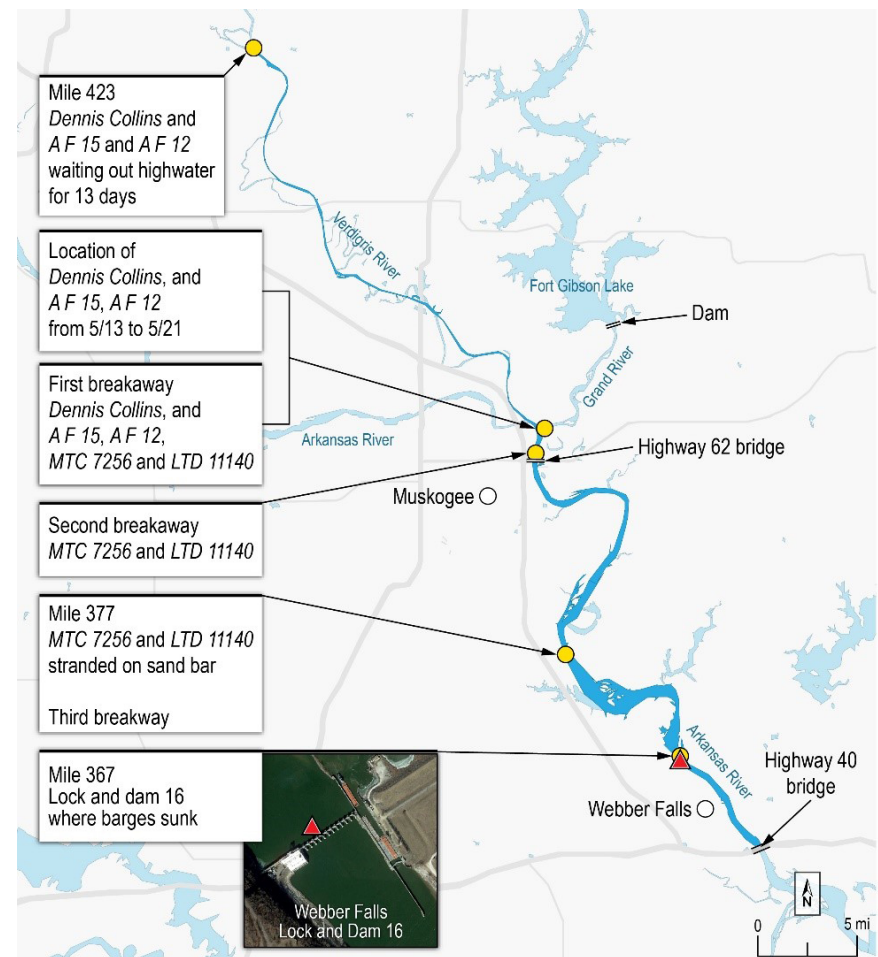 Mile 423
Dennis Collins and
A F 15 and A F 12
waiting out highwater
for 13 days
Location of
Dennis Collins, and
A F 15, A F 12
from 5/13 to 5/21
First breakaway
Dennis Collins, and
A F 15, A F 12,
MTC 7256 and LTD 11140
Second breakaway
MTC 7256 and LTD 11140
Mile 377
MTC 7256 and LTD 11140
stranded on sand bar
Third breakway
Mile 367
Lock and dam 16
where barges sunk
Webber Falls
Lock and Dam 16
Verdigris River
Fort Gibson Lake
Dam
Grand River
Arkansas River
Highway 62 bridge
Muskogee
Arkansas River
Highway 40
bridge
Webber Falls
N
0 5 mi